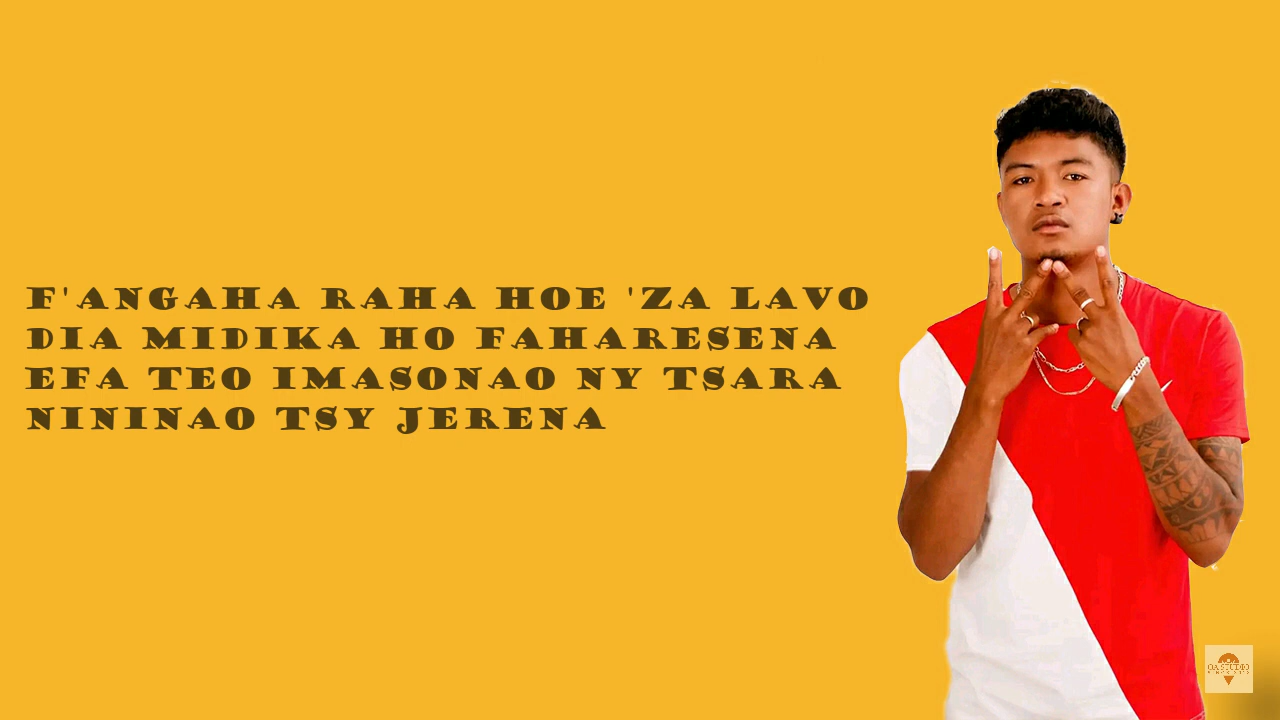 F'ANGAHA RAHA HOE 'ZA LAVO
DIA MIDIKA HO FAHARESENA
EFA TEO IMASONAO NY TSARA
NININAO TSY JERENA